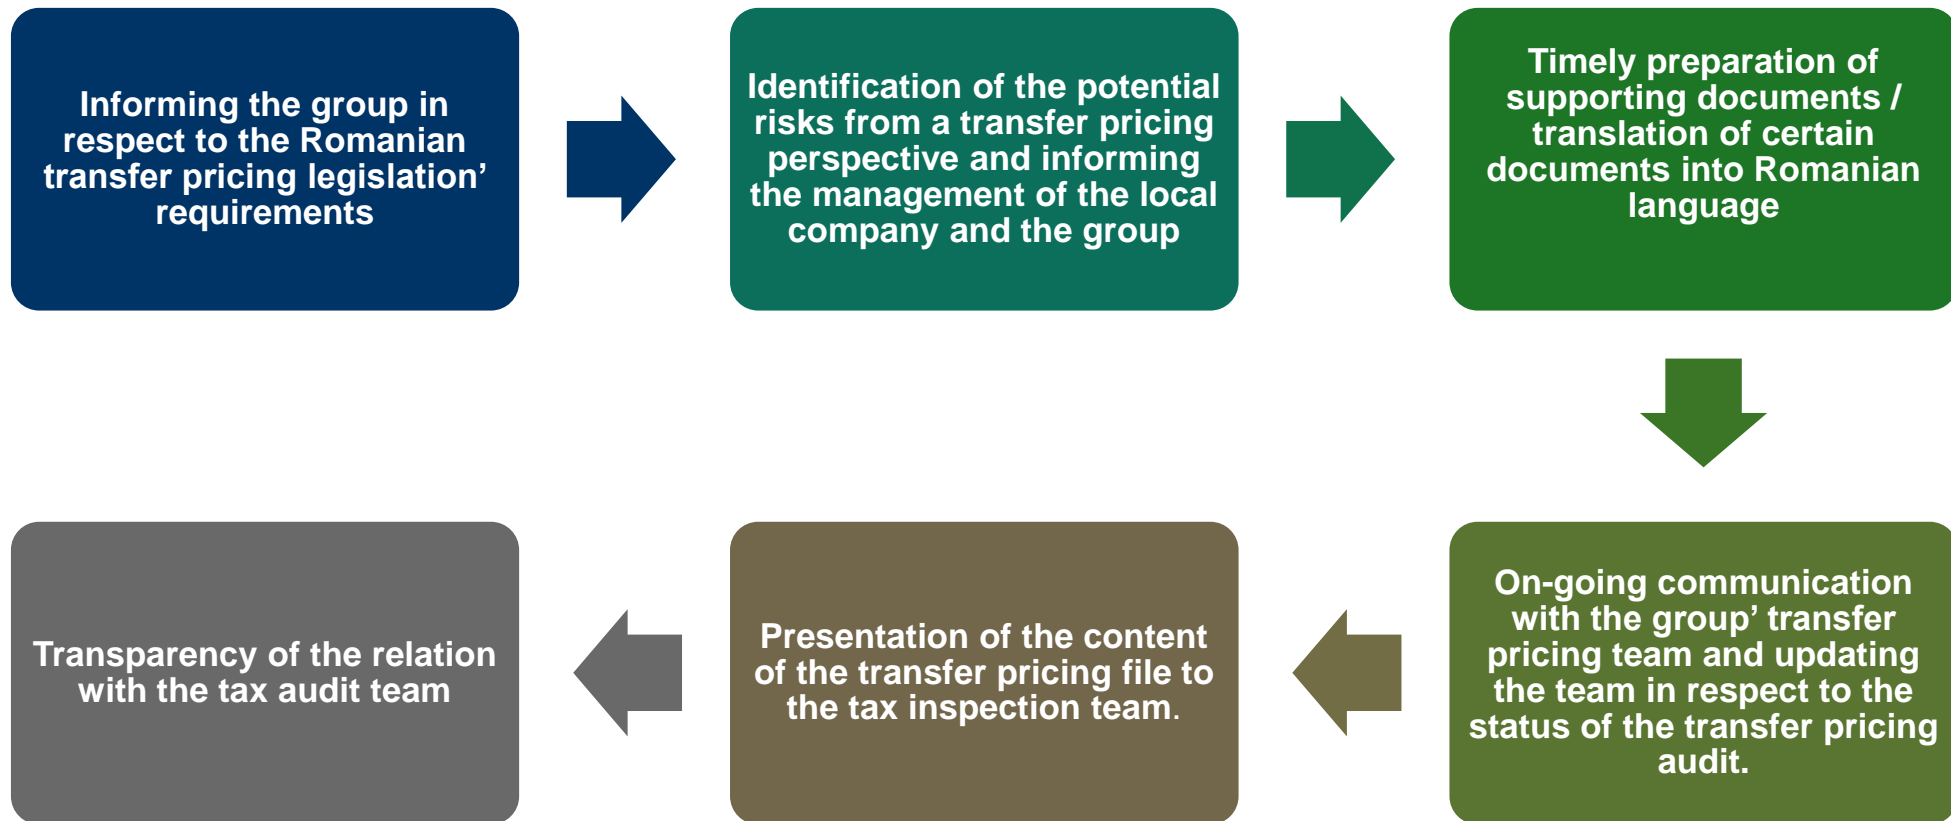 Informing the group in
respect to the Romanian
transfer pricing legislation’
requirements
Identification of the potential
risks from a transfer pricing
perspective and informing
the management of the local
company and the group
Timely preparation of
supporting documents /
translation of certain
documents into Romanian
language
On-going communication
with the group’ transfer
pricing team and updating
the team in respect to the
status of the transfer pricing
audit.
Presentation of the content
of the transfer pricing file to
the tax inspection team.
Transparency of the relation
with the tax audit team